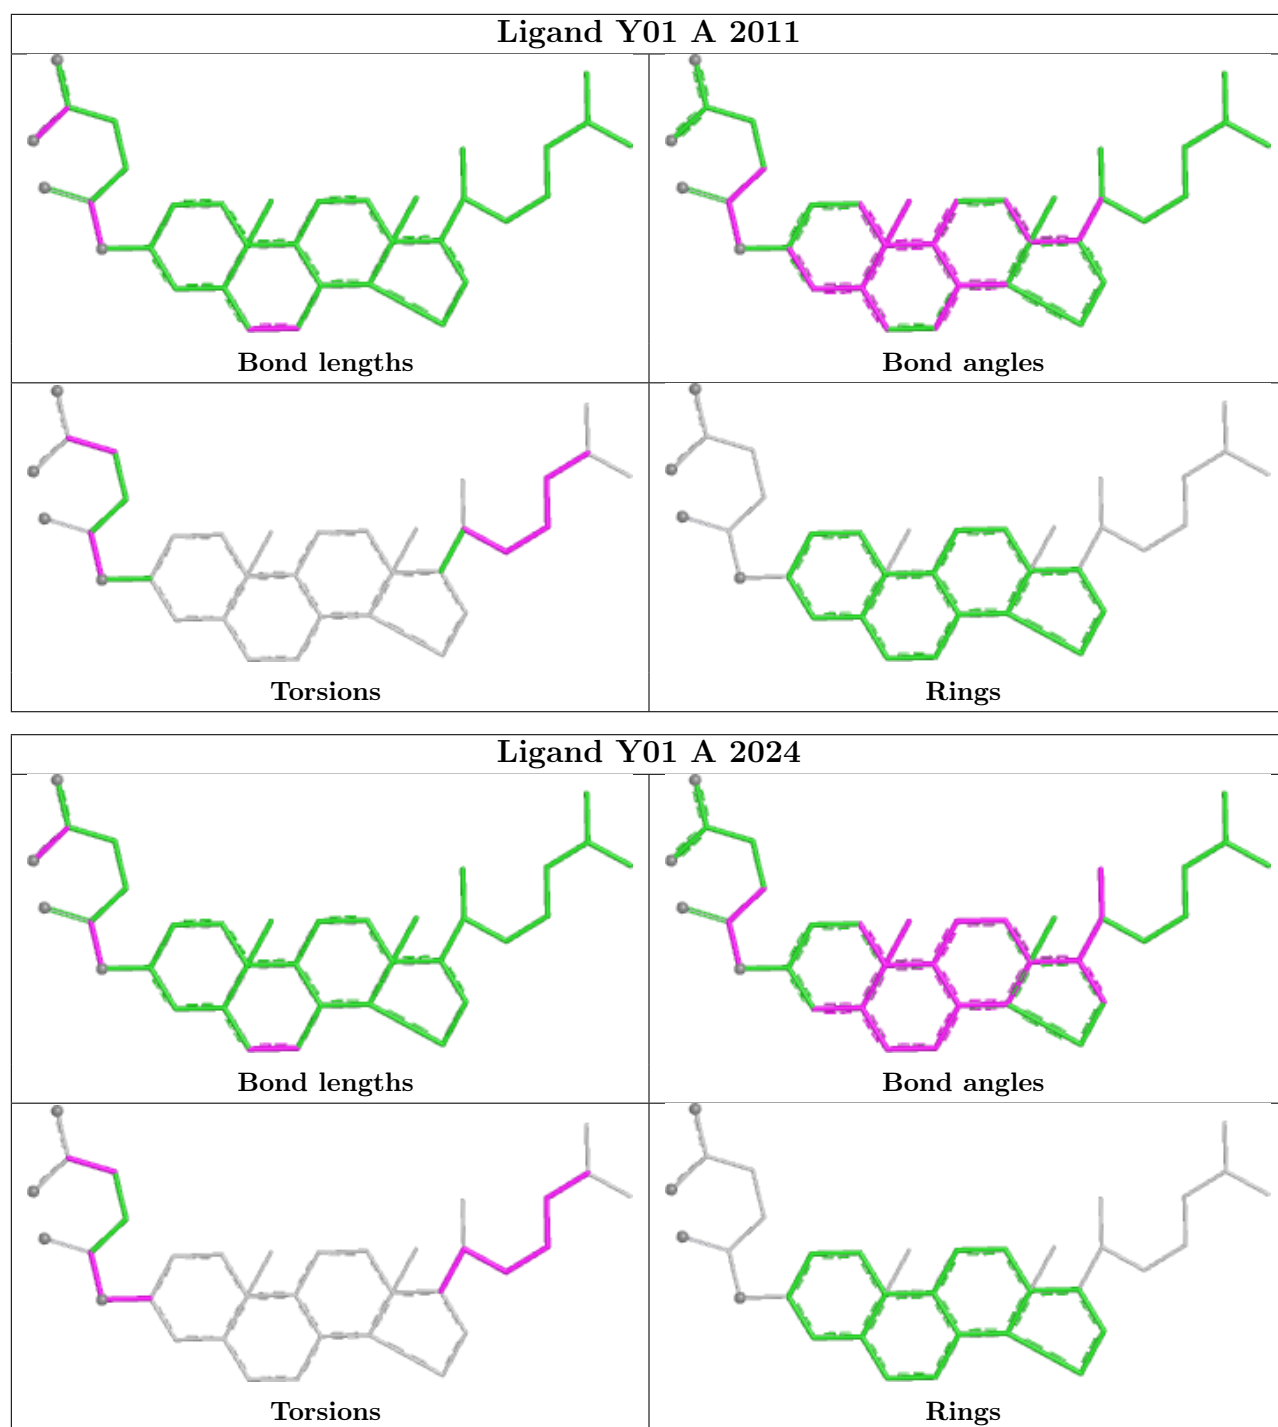 Ligand Y01 A 2011
Bond lengths
Bond angles
Torsions
Rings
Ligand Y01 A 2024
Bond lengths
Bond angles
Torsions
Rings